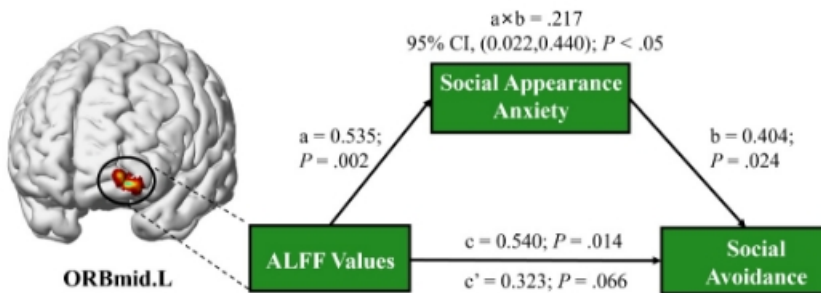 a×b = .217
95% CI, (0.022,0.440); P < .05
Social Appearance
Anxiety
a = 0.535;
P = .002;
b = 0.404;
P = .024
ALFF Values
c = 0.540; P = .014
c' = 0.323; P = .066
Social
Avoidance
ORBmid.L